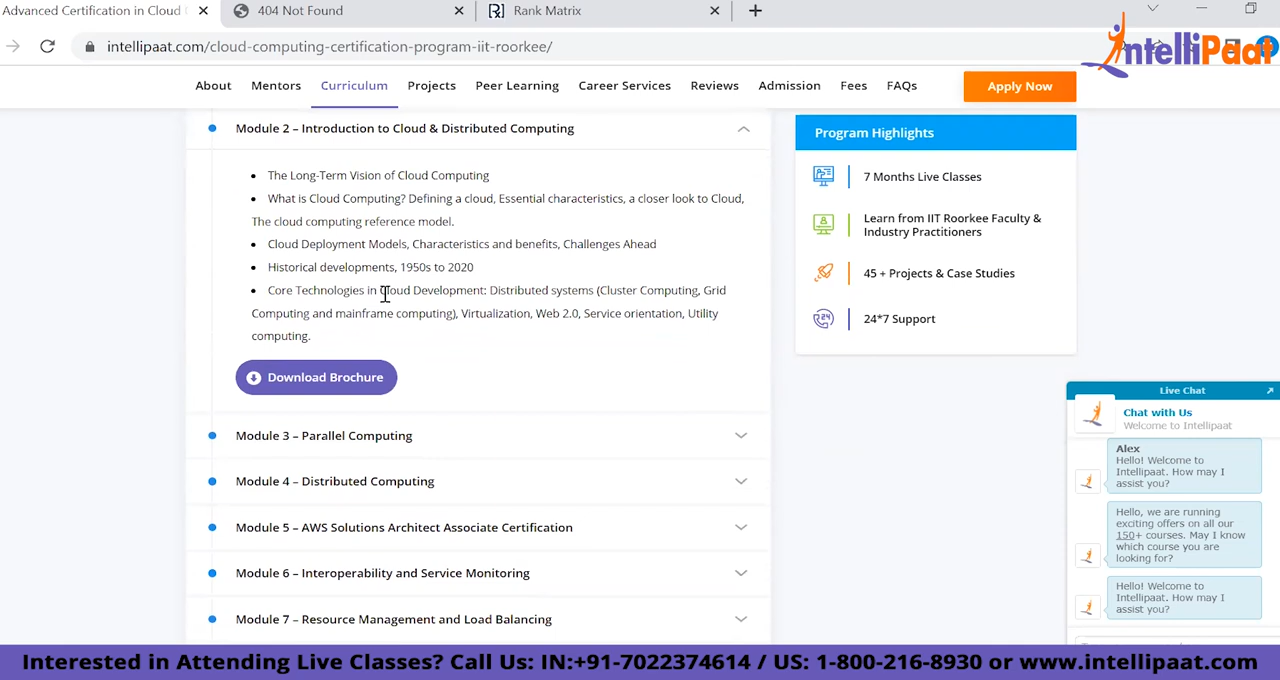 Advanced Certification in Cloud
404 Not Found
Rank Matrix
intellipaat.com/cloud-computing-certification-program-iit-roorkee/
IntelliPaat
About Mentors Curriculum Projects Peer Learning Career Services Reviews Admission Fees FAQs Apply Now
Module 2 – Introduction to Cloud & Distributed Computing
The Long-Term Vision of Cloud Computing
What is Cloud Computing? Defining a cloud, Essential characteristics, a closer look to Cloud,
The cloud computing reference model.
Cloud Deployment Models, Characteristics and benefits, Challenges Ahead
Historical developments, 1950s to 2020
Core Technologies in Cloud Development: Distributed systems (Cluster Computing, Grid
Computing and mainframe computing), Virtualization, Web 2.0, Service orientation, Utility
computing.
Download Brochure
Module 3 – Parallel Computing
Module 4 – Distributed Computing
Module 5 – AWS Solutions Architect Associate Certification
Module 6 – Interoperability and Service Monitoring
Module 7 – Resource Management and Load Balancing
Program Highlights
7 Months Live Classes
Learn from IIT Roorkee Faculty &
Industry Practitioners
45 + Projects & Case Studies
24*7 Support
Live Chat
Chat with Us
Welcome to Intellipaat
Alex
Hello! Welcome to
Intellipaat. How may I
assist you?
Hello, we are running
exciting offers on all our
150+ courses. May I know
which course you are
looking for?
Hello! Welcome to
Intellipaat. How may I
assist you?
Interested in Attending Live Classes? Call Us: IN:+91-7022374614 / US: 1-800-216-8930 or www.intellipaat.com